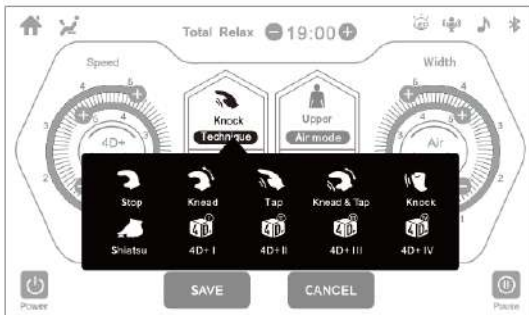 Total Relax 19:00
Speed
Width
Knock
Technique
Upper
Air mode
4D+
Air
Stop
Knead
Tap
Knead & Tap
Knock
Shiatsu
4D+ I
4D+ II
4D+ III
4D+ IV
Power
SAVE
CANCEL
Pause